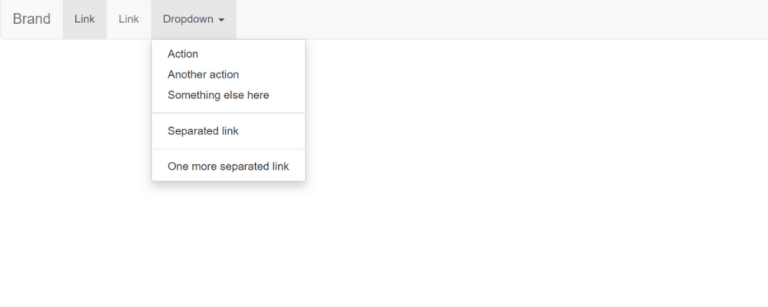 Brand Link Link Dropdown
Action
Another action
Something else here
Separated link
One more separated link